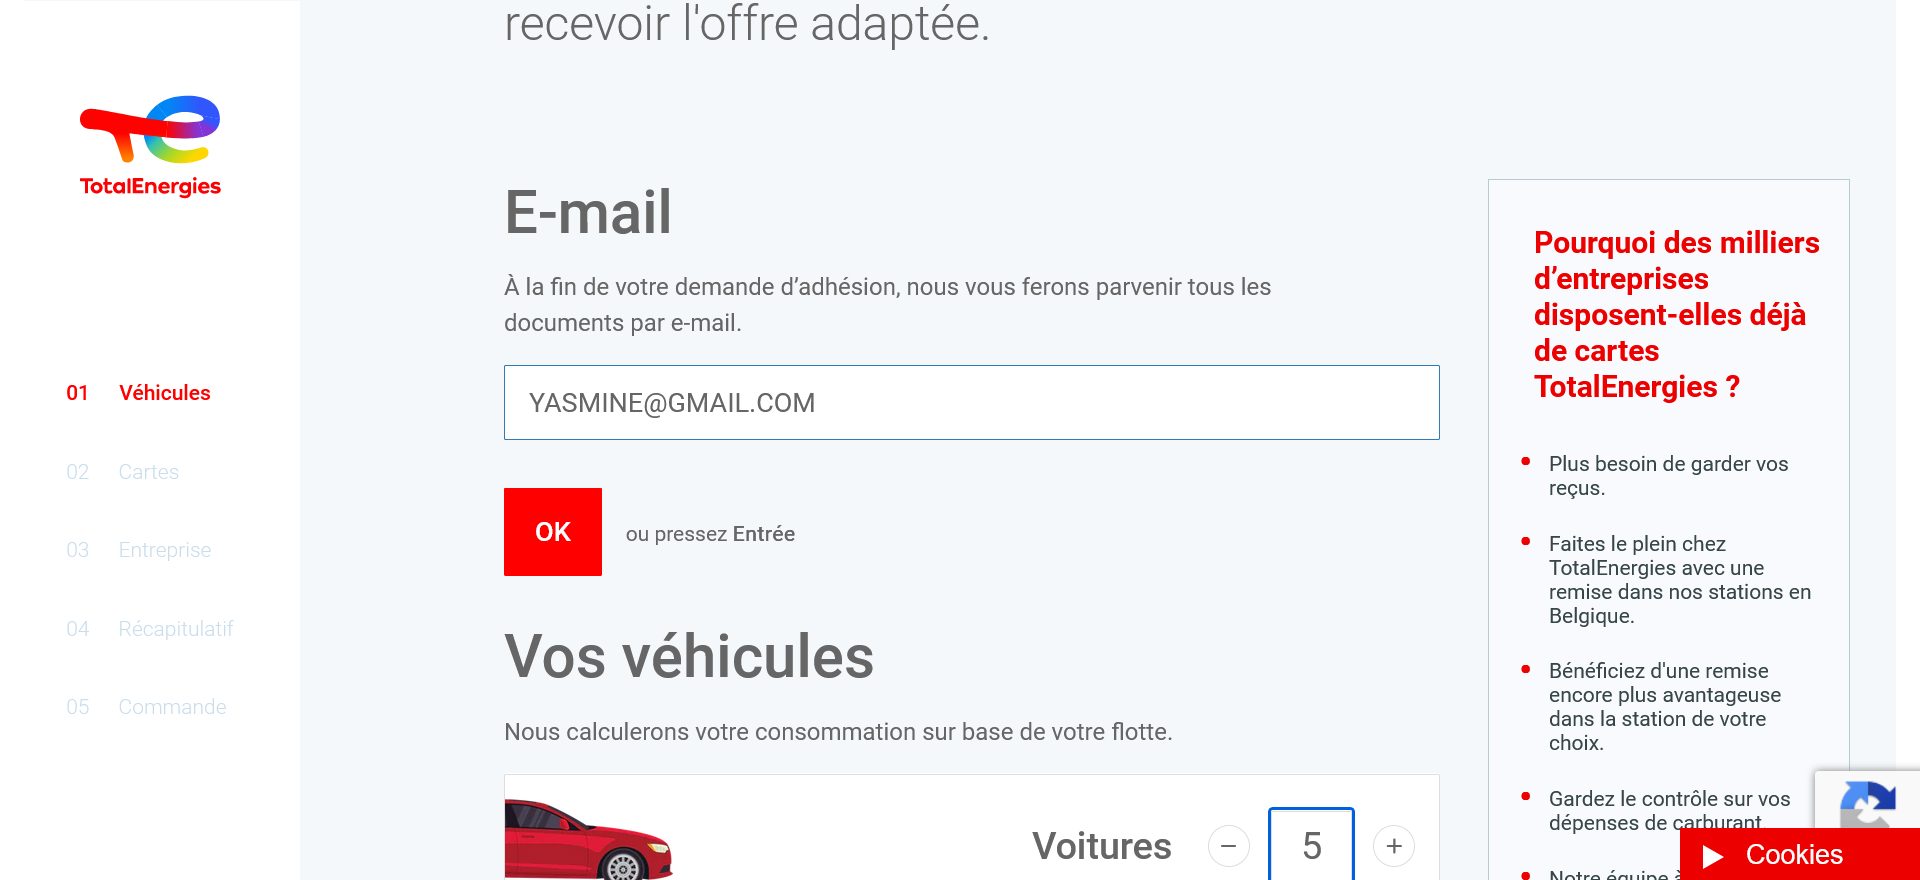 recevoir l'offre adaptée.
TotalEnergies
01 Véhicules
02 Cartes
03 Entreprise
04 Récapitulatif
05 Commande
E-mail
À la fin de votre demande d’adhésion, nous vous ferons parvenir tous les
documents par e-mail.
YASMINE@GMAIL.COM
OK ou pressez Entrée
Vos véhicules
Nous calculerons votre consommation sur base de votre flotte.
Voitures − 5 +
Pourquoi des milliers
d’entreprises
disposent-elles déjà
de cartes
TotalEnergies ?
Plus besoin de garder vos
reçus.
Faites le plein chez
TotalEnergies avec une
remise dans nos stations en
Belgique.
Bénéficiez d'une remise
encore plus avantageuse
dans la station de votre
choix.
Gardez le contrôle sur vos
dépenses de carburant.
Notre équipe à
Cookies